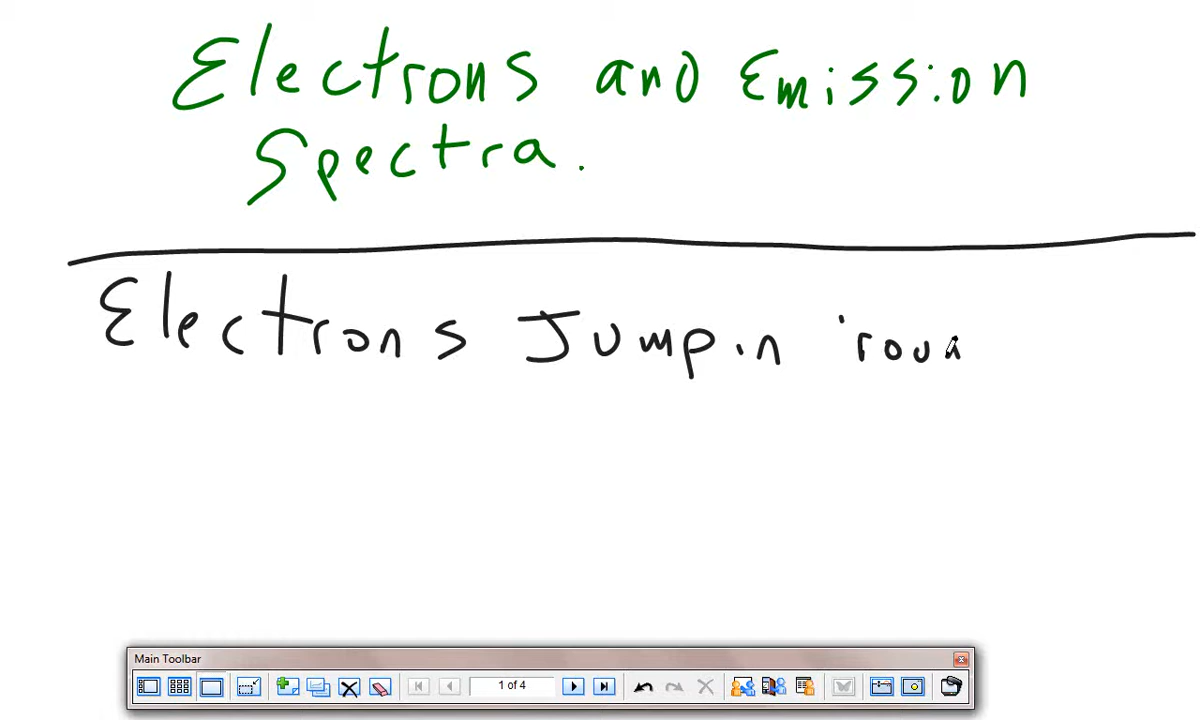 Electrons and Emission
Spectra.
Electrons Jumpin 'roun
Main Toolbar
1 of 4